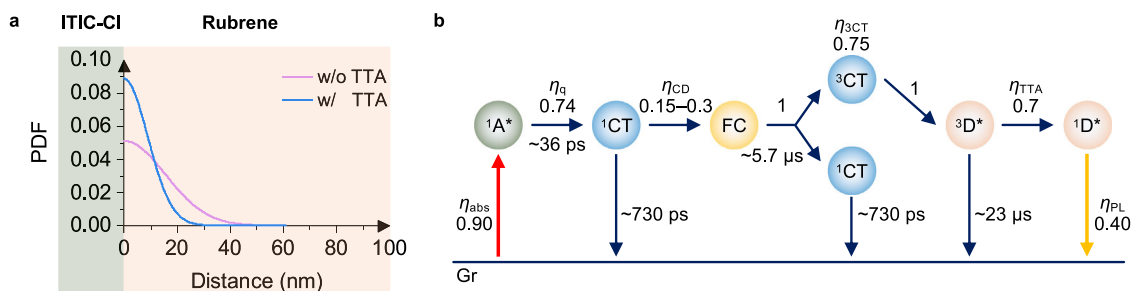 a
ITIC-Cl Rubrene
0.10
0.08
0.06
0.04
0.02
0.00
PDF
w/o TTA
w/ TTA
0 20 40 60 80 100
Distance (nm)
b
η3CT
0.75
³CT
ηq
0.74
ηCD
0.15–0.3
1
1
ηTTA
0.7
¹A*
¹CT
FC
³D*
¹D*
~36 ps
~5.7 µs
¹CT
ηabs
0.90
~730 ps
~730 ps
~23 µs
ηPL
0.40
Gr